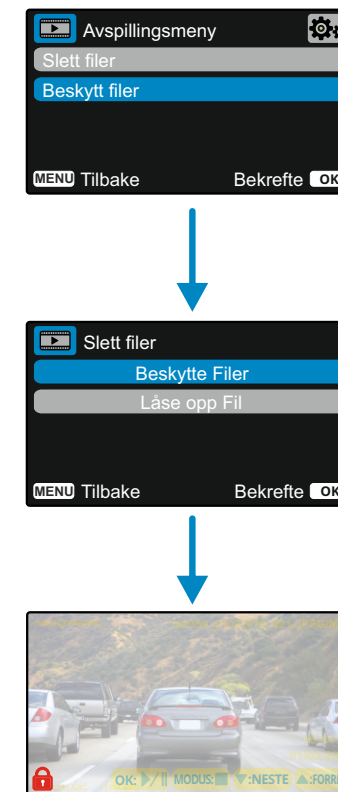 Avspillingsmeny
Slett filer
Beskytt filer
MENU Tilbake Bekrefte OK
Slett filer
Beskytte Filer
Låse opp Fil
MENU Tilbake Bekrefte OK
OK: MODUS: :NESTE :FORRI